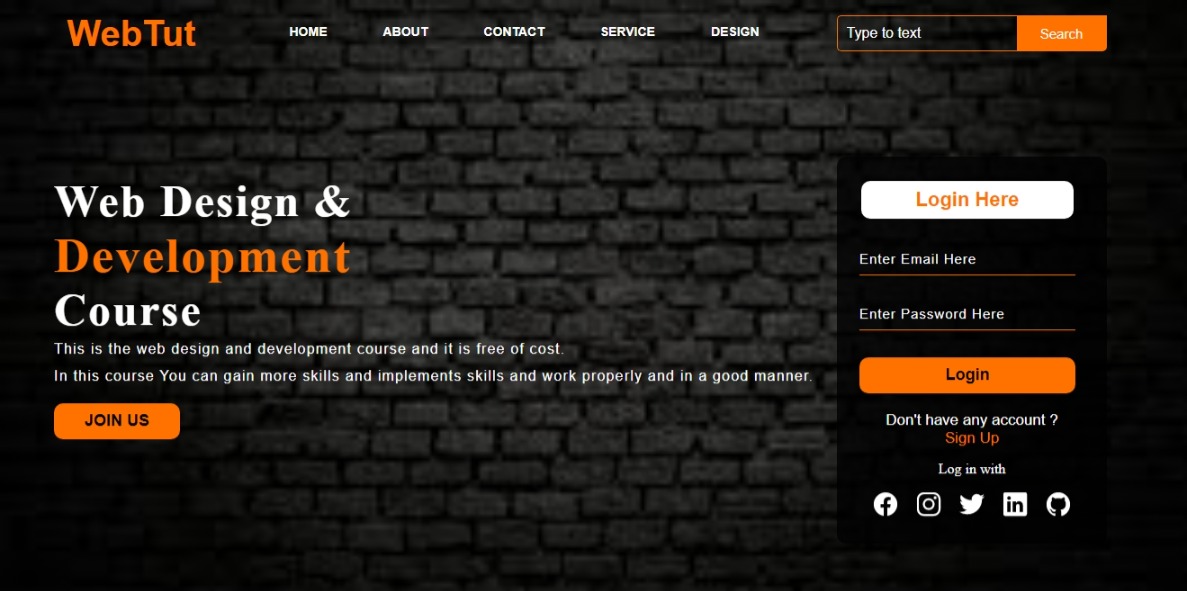 WebTut
HOME ABOUT CONTACT SERVICE DESIGN
Type to text
Search
Web Design &
Development
Course
This is the web design and development course and it is free of cost.
In this course You can gain more skills and implements skills and work properly and in a good manner.
JOIN US
Login Here
Enter Email Here
Enter Password Here
Login
Don't have any account ?
Sign Up
Log in with